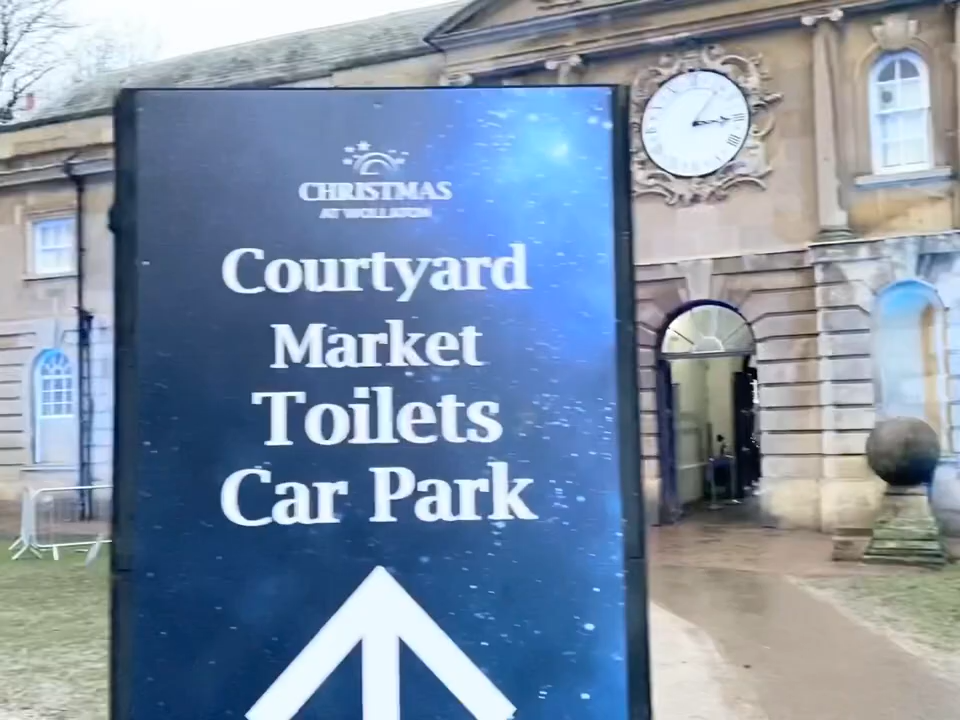 CHRISTMAS
AT WOLLATON
Courtyard
Market
Toilets
Car Park